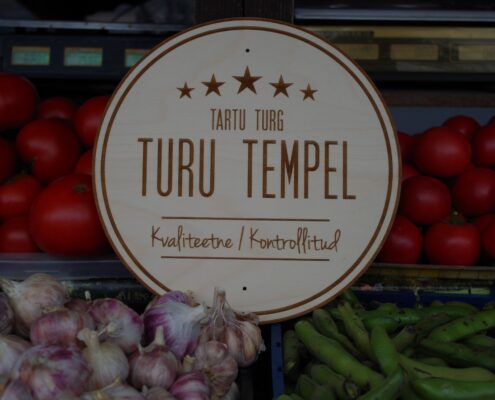 TARTU TURG
TURU TEMPEL
Kvaliteetne / Kontrollitud